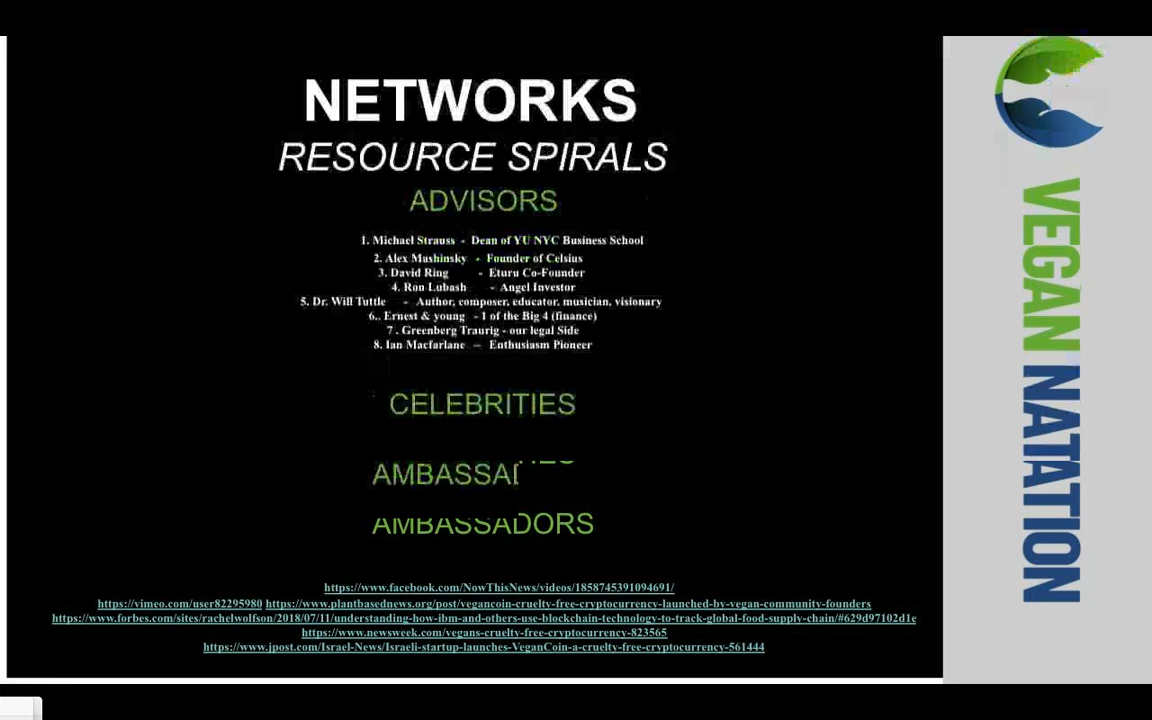 NETWORKS
RESOURCE SPIRALS
ADVISORS
1. Michael Strauss - Dean of YU NYC Business School
2. Alex Mashinsky - Founder of Celsius
3. David Ring - Eturu Co-Founder
4. Ron Lubash - Angel Investor
5. Dr. Will Tuttle - Author, composer, educator, musician, visionary
6.. Ernest & young - 1 of the Big 4 (finance)
7 . Greenberg Traurig - our legal Side
8. Ian Macfarlane – Enthusiasm Pioneer
CELEBRITIES
AMBASSADORS
https://www.facebook.com/NowThisNews/videos/1858745391094691/
https://vimeo.com/user82295980 https://www.plantbasednews.org/post/vegancoin-cruelty-free-cryptocurrency-launched-by-vegan-community-founders
https://www.forbes.com/sites/rachelwolfson/2018/07/11/understanding-how-ibm-and-others-use-blockchain-technology-to-track-global-food-supply-chain/#629d97102d1e
https://www.newsweek.com/vegans-cruelty-free-cryptocurrency-823565
https://www.jpost.com/Israel-News/Israeli-startup-launches-VeganCoin-a-cruelty-free-cryptocurrency-561444
VEGAN NATATION